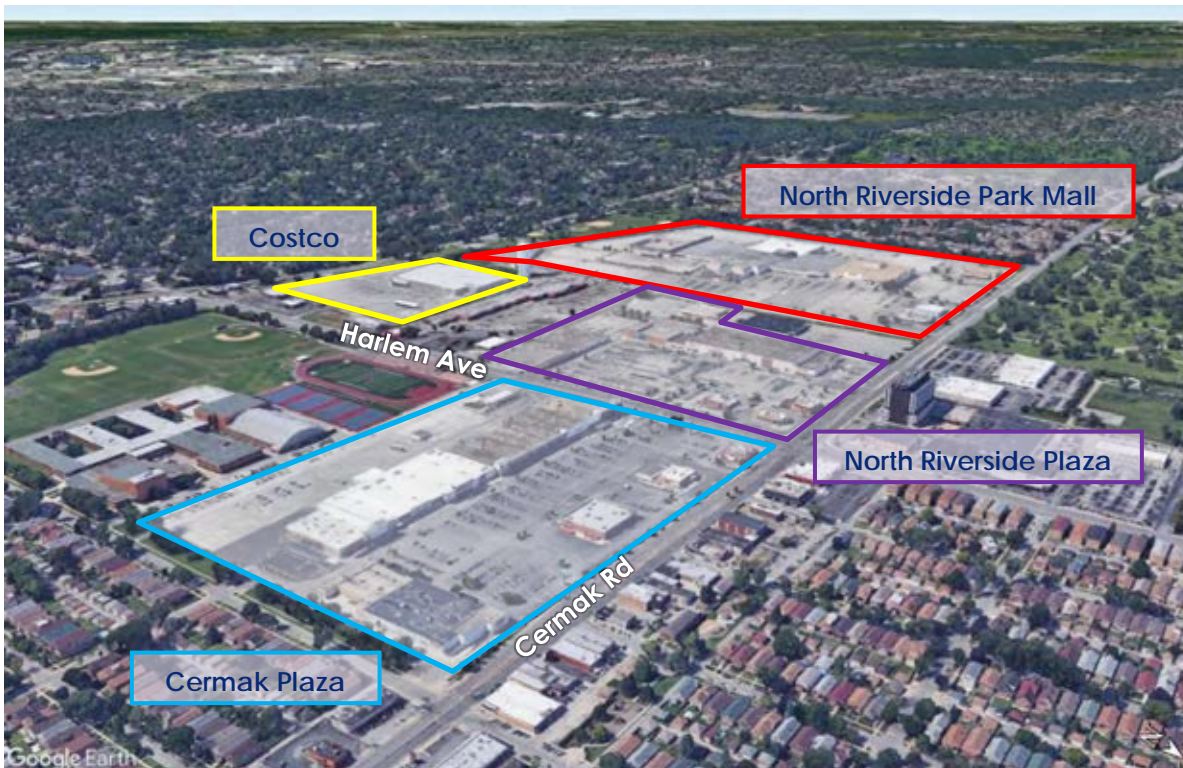 North Riverside Park Mall
Costco
Harlem Ave
North Riverside Plaza
Cermak Rd
Cermak Plaza
Google Earth